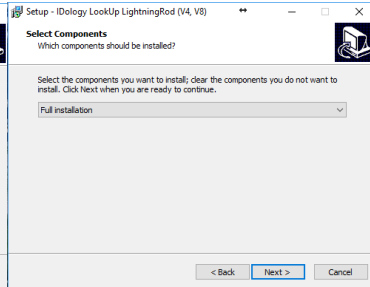 Setup - IDology LookUp LightningRod (V4, V8)
Select Components
Which components should be installed?
Select the components you want to install; clear the components you do not want to
install. Click Next when you are ready to continue.
Full installation
< Back
Next >
Cancel